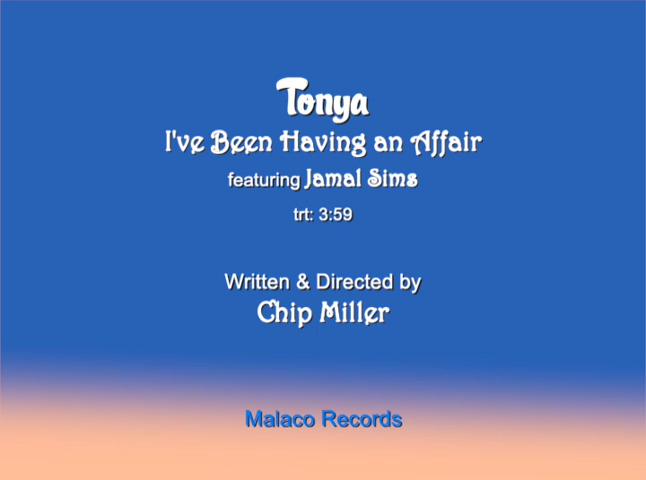 Tonya
I've Been Having an Affair
featuring Jamal Sims
trt: 3:59
Written & Directed by
Chip Miller
Malaco Records